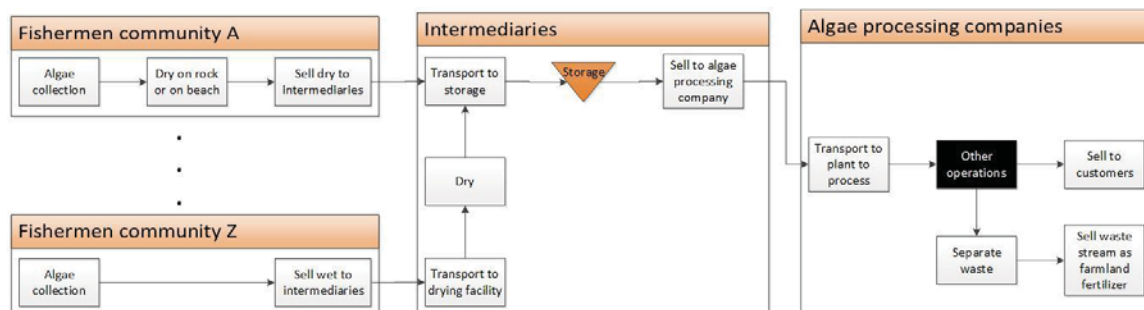 Fishermen community A
Algae
collection
Dry on rock
or on beach
Sell dry to
Intermediaries
Fishermen community Z
Algae
collection
Sell wet to
intermediaries
Intermediaries
Transport to
storage
Storage
Sell to algae
processing
company
Dry
Transport to
drying facility
Algae processing companies
Transport to
plant to
process
Other
operations
Sell to
customers
Separate
waste
Sell waste
stream as
farmland
fertilizer